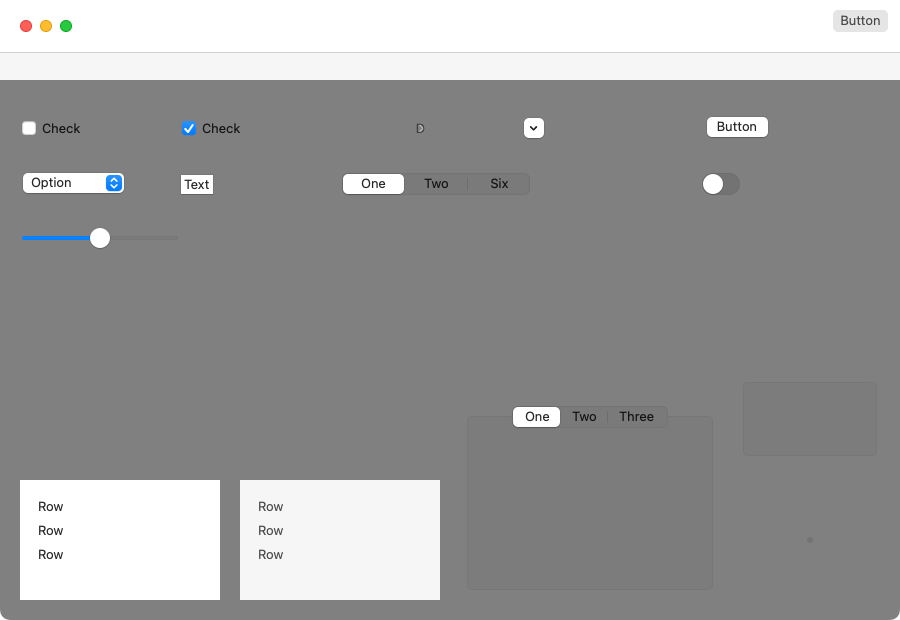 Button
Check
Check
D
Button
Option
Text
One Two Six
One Two Three
Row
Row
Row
Row
Row
Row